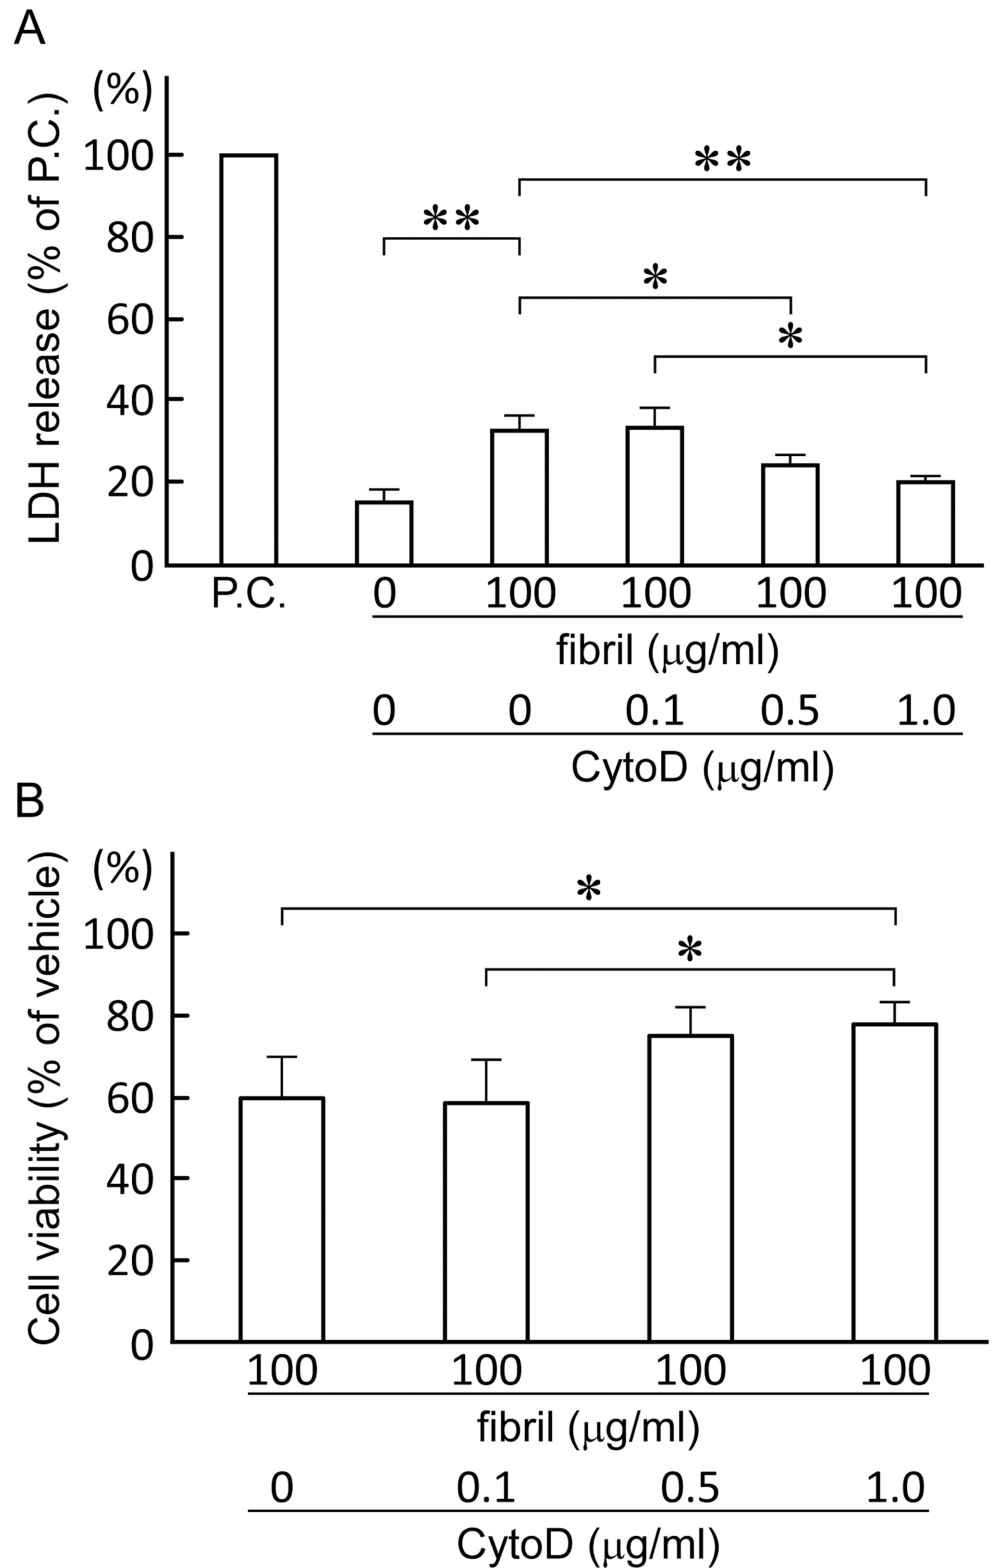 A
(%)
LDH release (% of P.C.)
100
80
60
40
20
0
**
**
*
*
P.C. 0 100 100 100 100
fibril (μg/ml)
0 0 0.1 0.5 1.0
CytoD (μg/ml)
B
(%)
Cell viability (% of vehicle)
100
80
60
40
20
0
*
*
100 100 100 100
fibril (μg/ml)
0 0.1 0.5 1.0
CytoD (μg/ml)